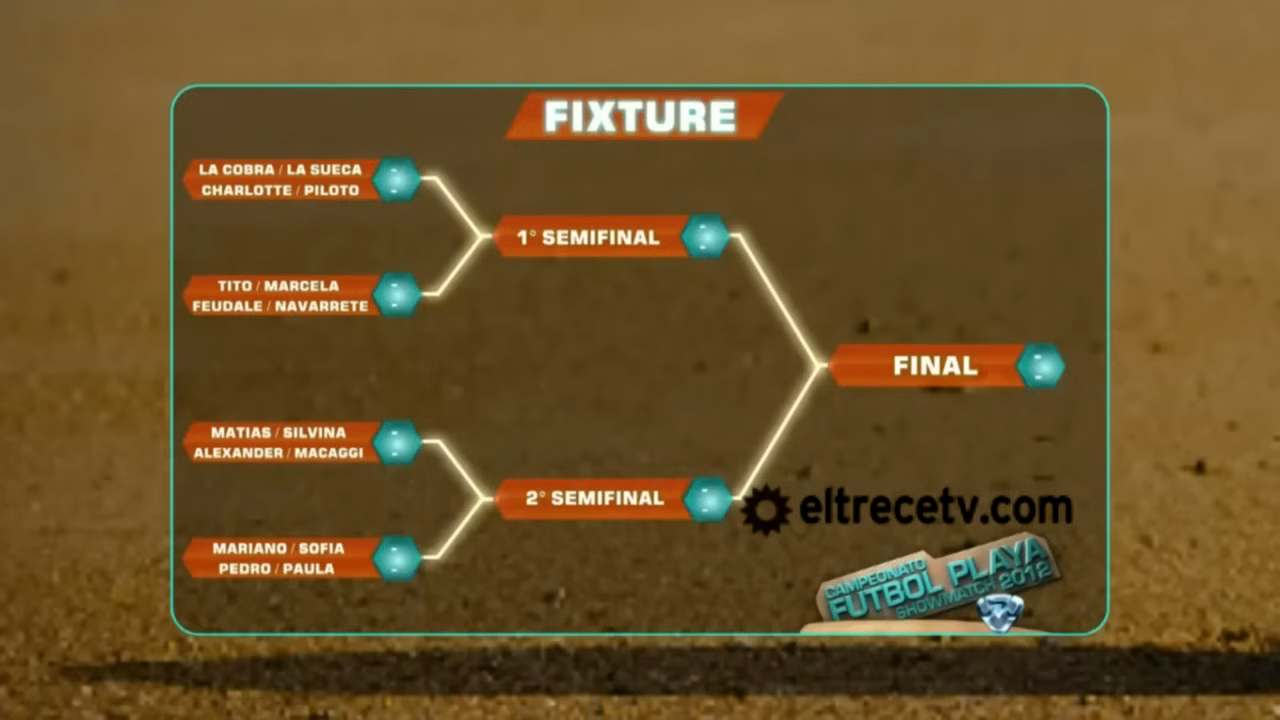 FIXTURE
LA COBRA / LA SUECA
CHARLOTTE / PILOTO
1° SEMIFINAL
TITO / MARCELA
FEUDALE / NAVARRETE
FINAL
MATIAS / SILVINA
ALEXANDER / MACAGGI
2° SEMIFINAL
eltrecetv.com
MARIANO / SOFIA
PEDRO / PAULA
CAMPEONATO
FUTBOL PLAYA
SHOWMATCH 2012